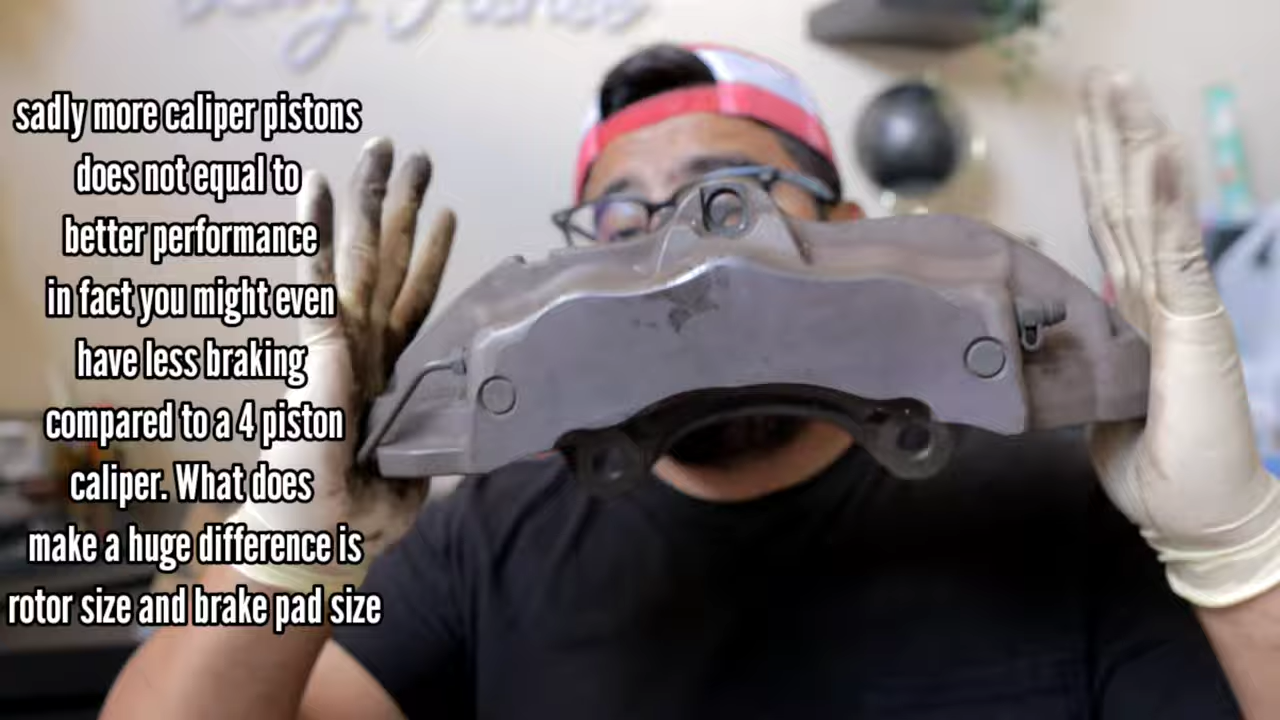 sadly more caliper pistons
does not equal to
better performance
in fact you might even
have less braking
compared to a 4 piston
caliper. What does
make a huge difference is
rotor size and brake pad size